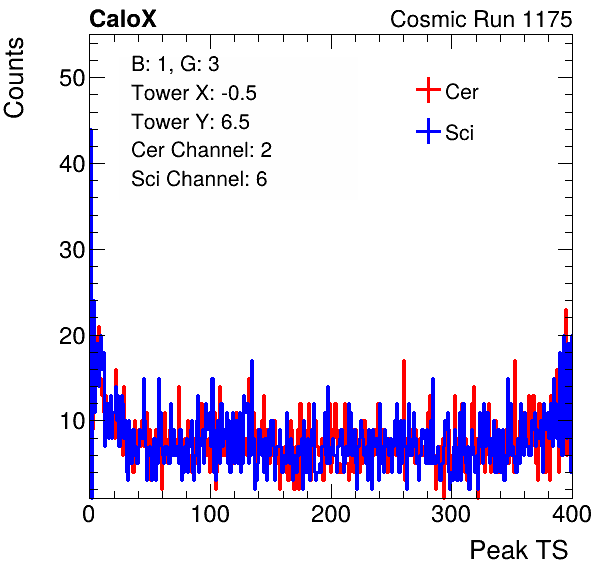 CaloX
Cosmic Run 1175
Counts
B: 1, G: 3
Tower X: -0.5
Tower Y: 6.5
Cer Channel: 2
Sci Channel: 6
Cer
Sci
50
40
30
20
10
0 100 200 300 400
Peak TS